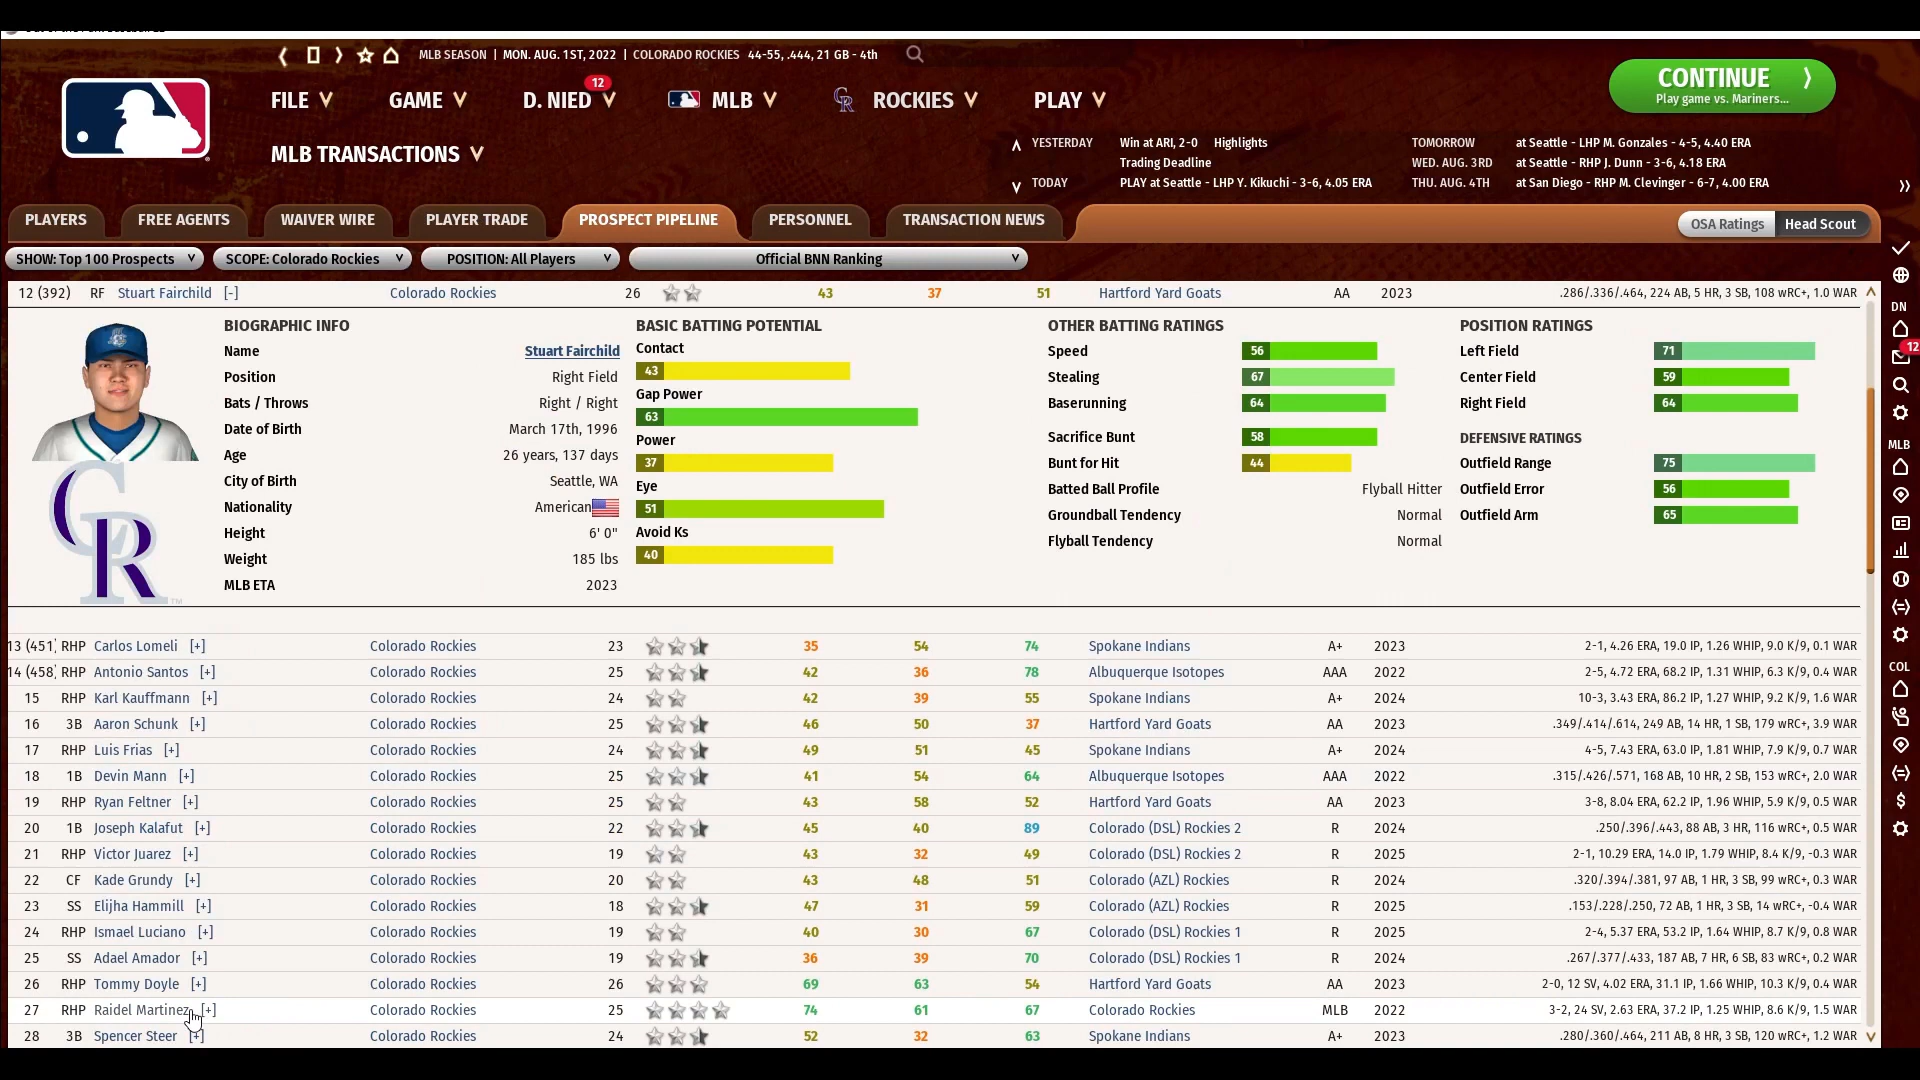 MLB SEASON | MON. AUG. 1ST, 2022 | COLORADO ROCKIES 44-55, .444, 21 GB - 4th
FILE GAME D. NIED 12 MLB ROCKIES PLAY
CONTINUE
Play game vs. Mariners...
MLB TRANSACTIONS
YESTERDAY Win at ARI, 2-0 Highlights TOMORROW at Seattle - LHP M. Gonzales - 4-5, 4.40 ERA
Trading Deadline WED. AUG. 3RD at Seattle - RHP J. Dunn - 3-6, 4.18 ERA
TODAY PLAY at Seattle - LHP Y. Kikuchi - 3-6, 4.05 ERA THU. AUG. 4TH at San Diego - RHP M. Clevinger - 6-7, 4.00 ERA
PLAYERS FREE AGENTS WAIVER WIRE PLAYER TRADE PROSPECT PIPELINE PERSONNEL TRANSACTION NEWS OSA Ratings Head Scout
SHOW: Top 100 Prospects SCOPE: Colorado Rockies POSITION: All Players Official BNN Ranking
12 (392) RF Stuart Fairchild [-] Colorado Rockies 26 43 37 51 Hartford Yard Goats AA 2023 .286/.336/.464, 224 AB, 5 HR, 3 SB, 108 wRC+, 1.0 WAR
BIOGRAPHIC INFO
Name Stuart Fairchild
Position Right Field
Bats / Throws Right / Right
Date of Birth March 17th, 1996
Age 26 years, 137 days
City of Birth Seattle, WA
Nationality American
Height 6' 0"
Weight 185 lbs
MLB ETA 2023
CR
TM
BASIC BATTING POTENTIAL
Contact
43
Gap Power
63
Power
37
Eye
51
Avoid Ks
40
OTHER BATTING RATINGS
Speed 56
Stealing 67
Baserunning 64
Sacrifice Bunt 58
Bunt for Hit 44
Batted Ball Profile Flyball Hitter
Groundball Tendency Normal
Flyball Tendency Normal
POSITION RATINGS
Left Field 71
Center Field 59
Right Field 64
DEFENSIVE RATINGS
Outfield Range 75
Outfield Error 56
Outfield Arm 65
13 (451) RHP Carlos Lomeli [+] Colorado Rockies 23 35 54 74 Spokane Indians A+ 2023 2-1, 4.26 ERA, 19.0 IP, 1.26 WHIP, 9.0 K/9, 0.1 WAR
14 (458) RHP Antonio Santos [+] Colorado Rockies 25 42 36 78 Albuquerque Isotopes AAA 2022 2-5, 4.72 ERA, 68.2 IP, 1.31 WHIP, 6.3 K/9, 0.4 WAR
15 RHP Karl Kauffmann [+] Colorado Rockies 24 42 39 55 Spokane Indians A+ 2024 10-3, 3.43 ERA, 86.2 IP, 1.27 WHIP, 9.2 K/9, 1.6 WAR
16 3B Aaron Schunk [+] Colorado Rockies 25 46 50 37 Hartford Yard Goats AA 2023 .349/.414/.614, 249 AB, 14 HR, 1 SB, 179 wRC+, 3.9 WAR
17 RHP Luis Frias [+] Colorado Rockies 24 49 51 45 Spokane Indians A+ 2024 4-5, 7.43 ERA, 63.0 IP, 1.81 WHIP, 7.9 K/9, 0.7 WAR
18 1B Devin Mann [+] Colorado Rockies 25 41 54 64 Albuquerque Isotopes AAA 2022 .315/.426/.571, 168 AB, 10 HR, 2 SB, 153 wRC+, 2.0 WAR
19 RHP Ryan Feltner [+] Colorado Rockies 25 43 58 52 Hartford Yard Goats AA 2023 3-8, 8.04 ERA, 62.2 IP, 1.96 WHIP, 5.9 K/9, 0.5 WAR
20 1B Joseph Kalafut [+] Colorado Rockies 22 45 40 89 Colorado (DSL) Rockies 2 R 2024 .250/.396/.443, 88 AB, 3 HR, 116 wRC+, 0.5 WAR
21 RHP Victor Juarez [+] Colorado Rockies 19 43 32 49 Colorado (DSL) Rockies 2 R 2025 2-1, 10.29 ERA, 14.0 IP, 1.79 WHIP, 8.4 K/9, -0.3 WAR
22 CF Kade Grundy [+] Colorado Rockies 20 43 48 51 Colorado (AZL) Rockies R 2024 .320/.394/.381, 97 AB, 1 HR, 3 SB, 99 wRC+, 0.3 WAR
23 SS Elijha Hammill [+] Colorado Rockies 18 47 31 59 Colorado (AZL) Rockies R 2025 .153/.228/.250, 72 AB, 1 HR, 3 SB, 14 wRC+, -0.4 WAR
24 RHP Ismael Luciano [+] Colorado Rockies 19 40 30 67 Colorado (DSL) Rockies 1 R 2025 2-4, 5.37 ERA, 53.2 IP, 1.64 WHIP, 8.7 K/9, 0.8 WAR
25 SS Adael Amador [+] Colorado Rockies 19 36 39 70 Colorado (DSL) Rockies 1 R 2024 .267/.377/.433, 187 AB, 7 HR, 6 SB, 83 wRC+, 0.2 WAR
26 RHP Tommy Doyle [+] Colorado Rockies 26 69 63 54 Hartford Yard Goats AA 2023 2-0, 12 SV, 4.02 ERA, 31.1 IP, 1.66 WHIP, 10.3 K/9, 0.4 WAR
27 RHP Raidel Martinez [+] Colorado Rockies 25 74 61 67 Colorado Rockies MLB 2022 3-2, 24 SV, 2.63 ERA, 37.2 IP, 1.25 WHIP, 8.6 K/9, 1.5 WAR
28 3B Spencer Steer [+] Colorado Rockies 24 52 32 63 Spokane Indians A+ 2023 .280/.360/.464, 211 AB, 8 HR, 3 SB, 120 wRC+, 1.2 WAR
DN
12
MLB
COL